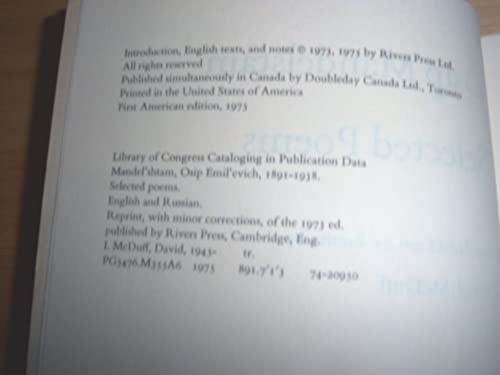 Introduction, English texts, and notes © 1973, 1975 by Rivers Press Ltd.
All rights reserved
Published simultaneously in Canada by Doubleday Canada Ltd., Toronto
Printed in the United States of America
First American edition, 1975
Library of Congress Cataloging in Publication Data
Mandel'shtam, Osip Emil'evich, 1891-1938.
Selected poems.
English and Russian.
Reprint, with minor corrections, of the 1973 ed.
published by Rivers Press, Cambridge, Eng.
I. McDuff, David, 1945- tr.
PG3476.M355A6 1975 891.7'1'3 74-20950